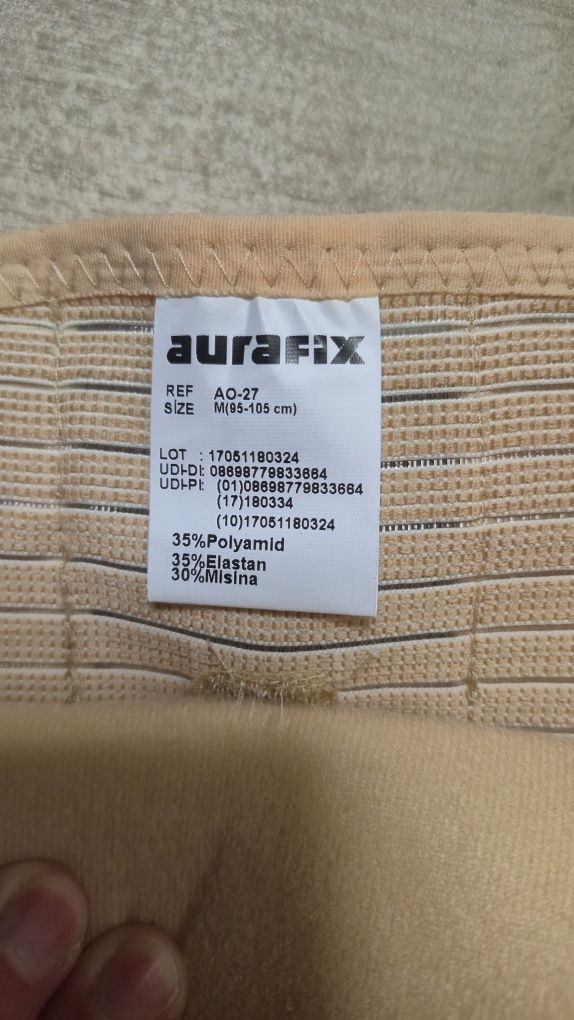 aurafix
REF AO-27
SIZE M(95-105 cm)
LOT : 17051180324
UDI-DI: 08698779833664
UDI-PI: (01)08698779833664
(17)180334
(10)17051180324
35%Polyamid
35%Elastan
30%Misina